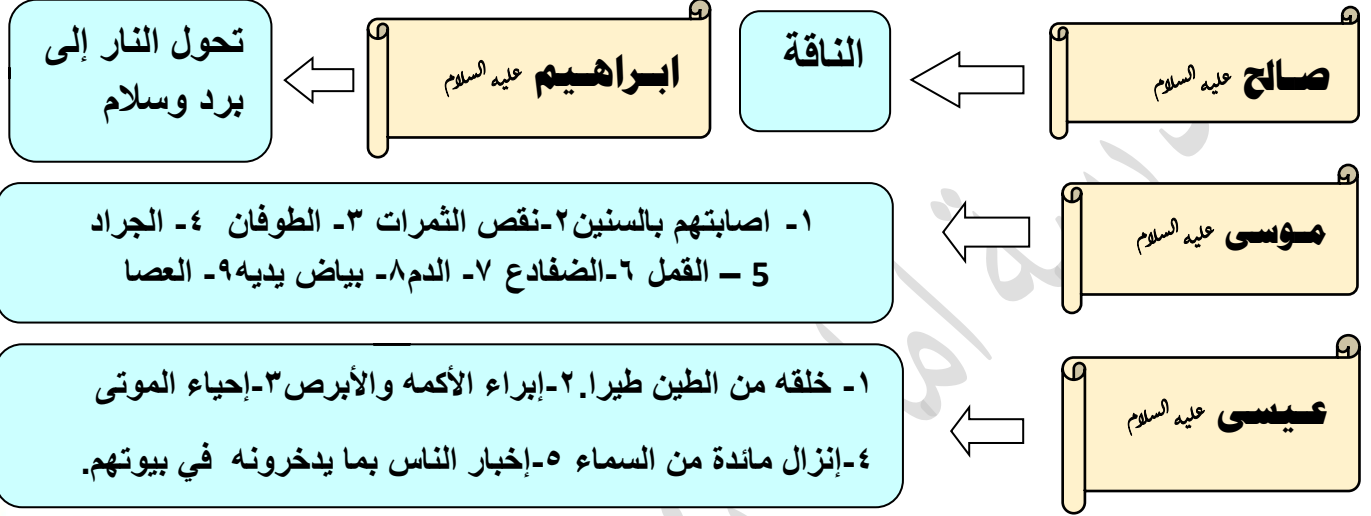 صالح عليه السلام
الناقة
ابراهيم عليه السلام
تحول النار إلى
برد وسلام
موسى عليه السلام
١- اصابتهم بالسنين٢-نقص الثمرات ٣- الطوفان ٤- الجراد
5 – القمل ٦-الضفادع ٧- الدم٨- بياض يديه٩- العصا
عيسى عليه السلام
١- خلقه من الطين طيرا.٢-إبراء الأكمه والأبرص٣-إحياء الموتى
٤-إنزال مائدة من السماء ٥-إخبار الناس بما يدخرونه في بيوتهم.